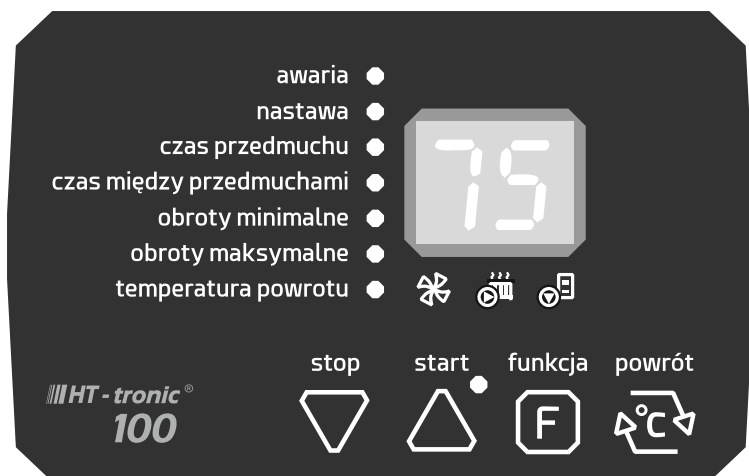 awaria
nastawa
czas przedmuchu
czas między przedmuchami
obroty minimalne
obroty maksymalne
temperatura powrotu
75
stop
start
funkcja
powrót
HT-tronic®
100
F
°C